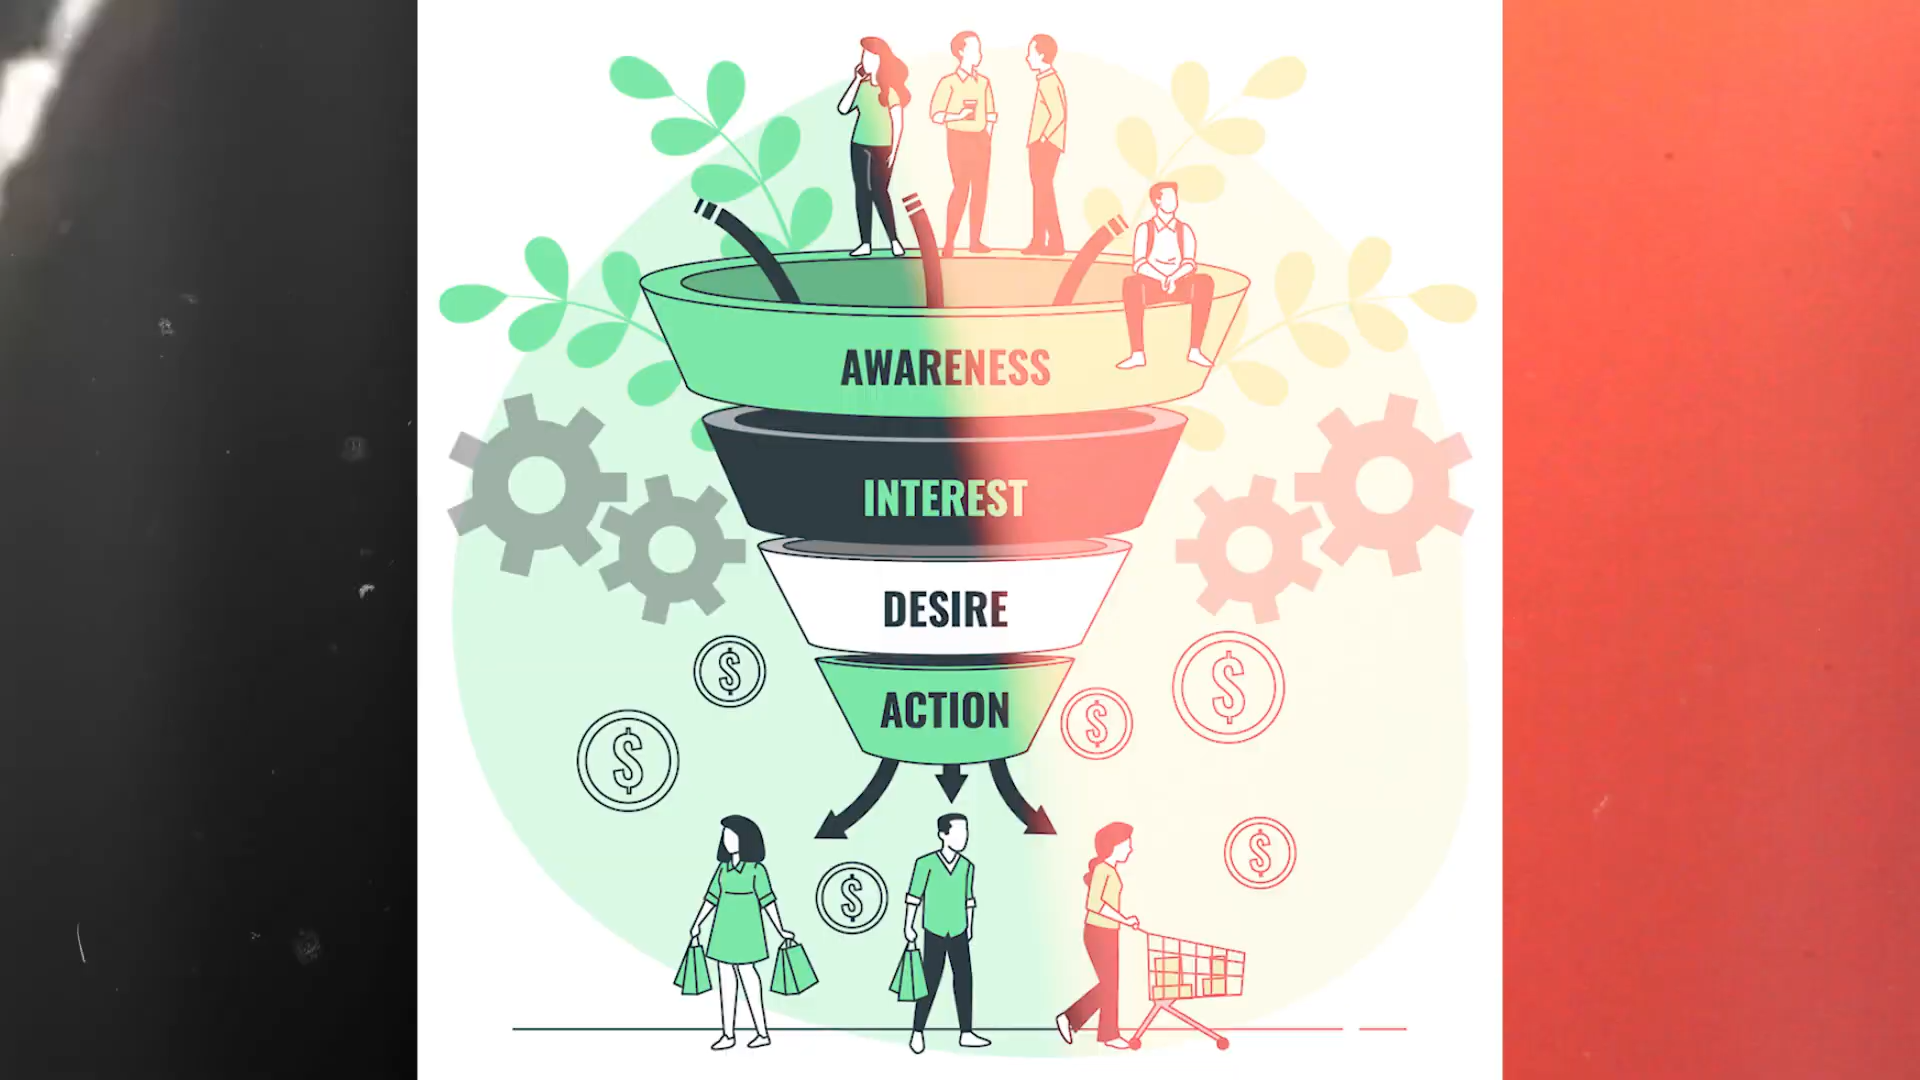 AWARENESS
INTEREST
DESIRE
ACTION
$
$
$
$
$
$